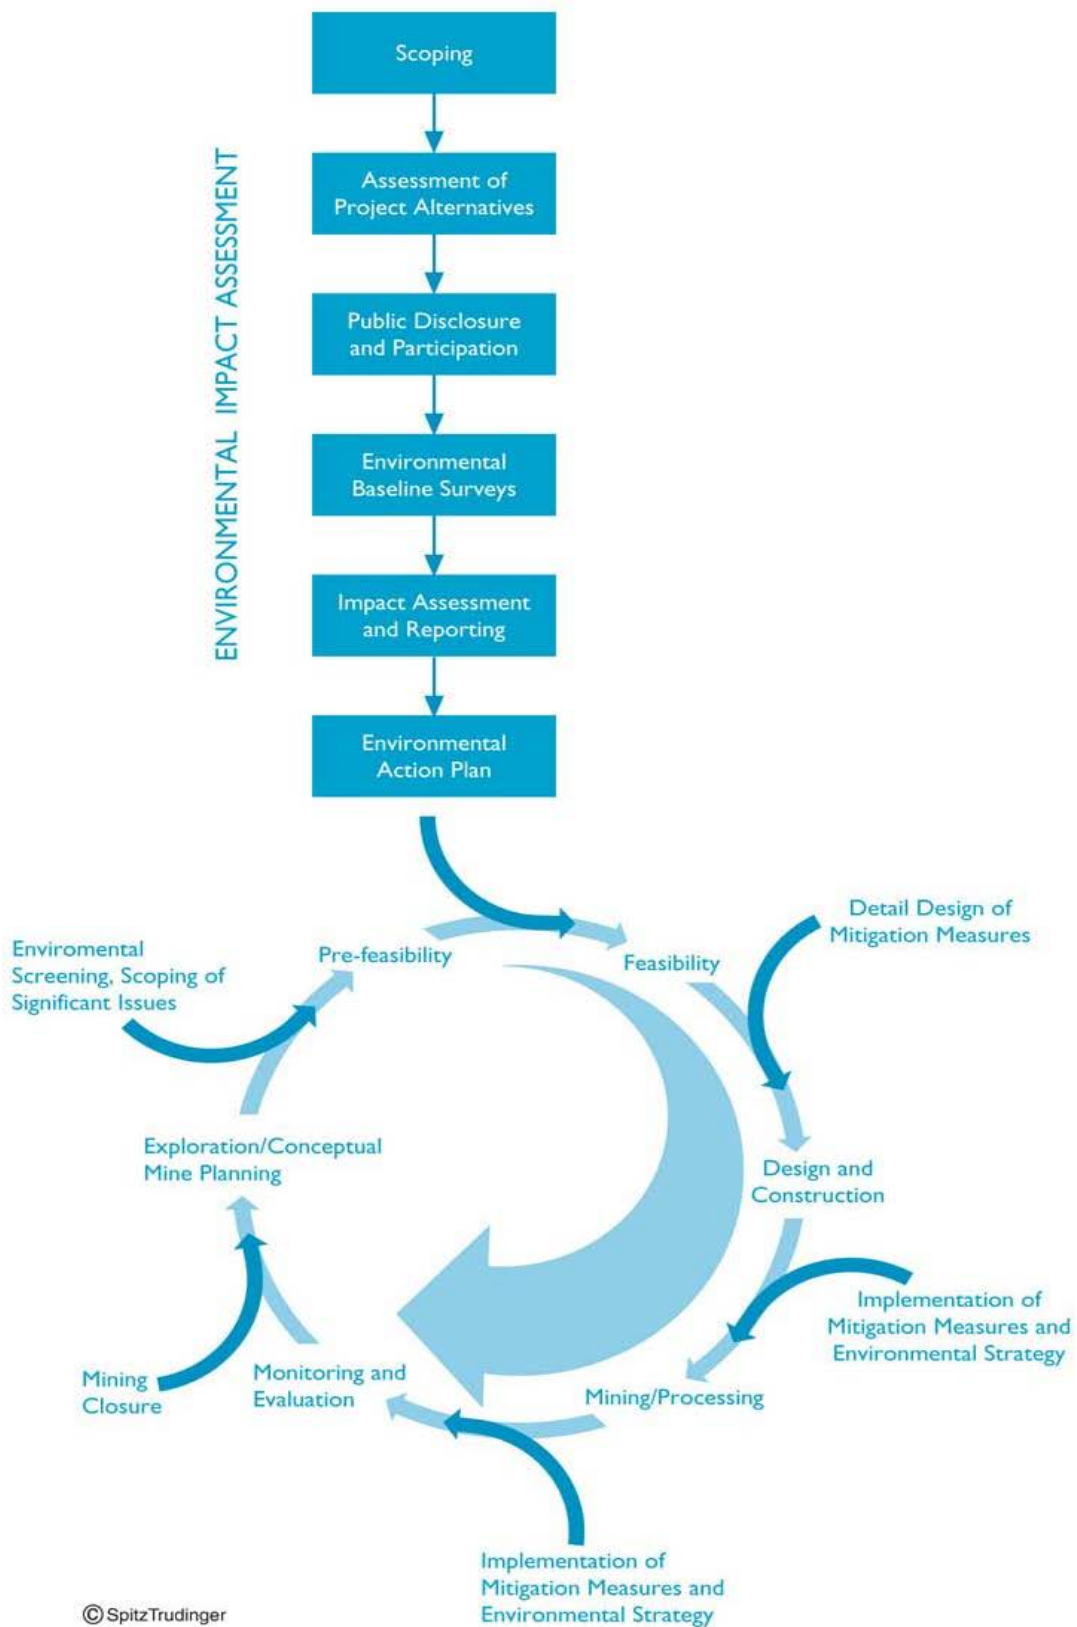 Scoping
ENVIRONMENTAL IMPACT ASSESSMENT
Assessment of
Project Alternatives
Public Disclosure
and Participation
Environmental
Baseline Surveys
Impact Assessment
and Reporting
Environmental
Action Plan
Enviromental
Screening, Scoping of
Significant Issues
Pre-feasibility
Feasibility
Detail Design of
Mitigation Measures
Exploration/Conceptual
Mine Planning
Design and
Construction
Implementation of
Mitigation Measures and
Environmental Strategy
Mining
Closure
Monitoring and
Evaluation
Mining/Processing
Implementation of
Mitigation Measures and
Environmental Strategy
© SpitzTrudinger